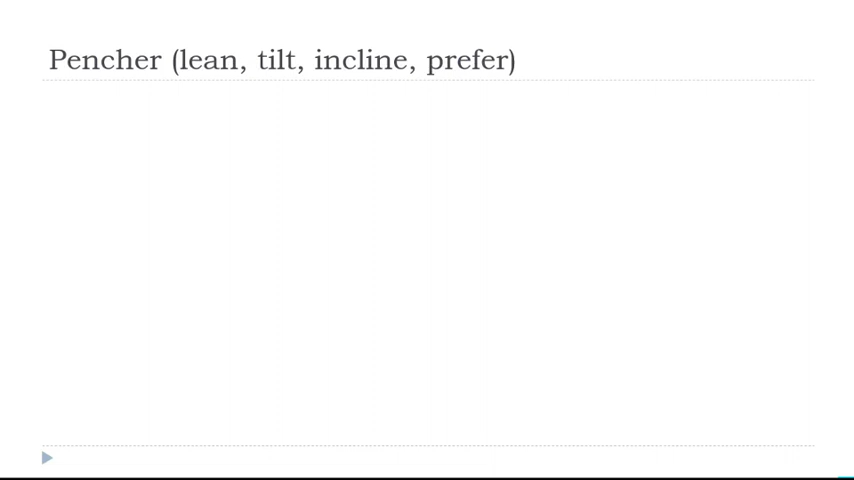 Pencher (lean, tilt, incline, prefer)